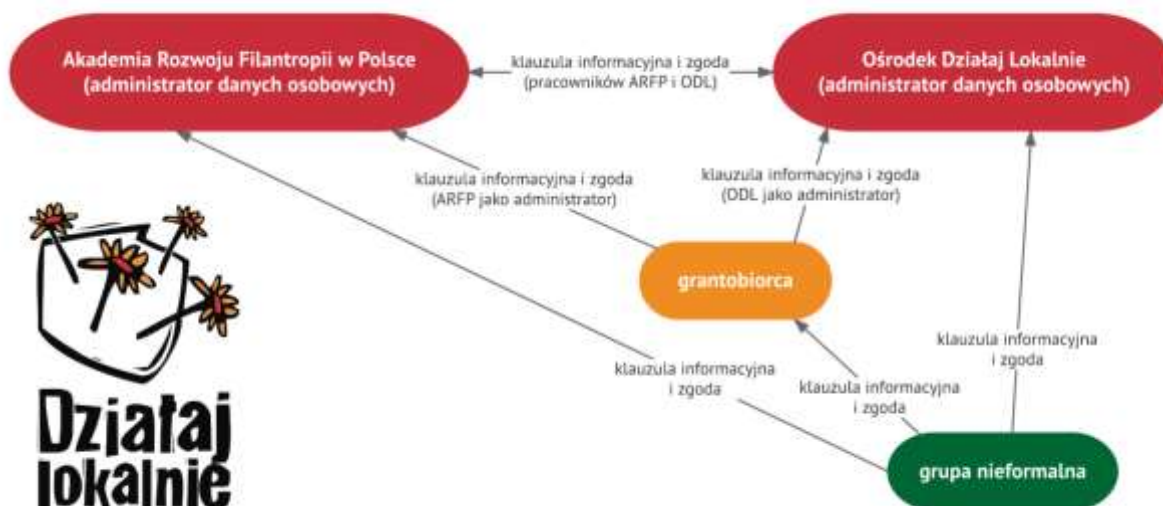 Akademia Rozwoju Filantropii w Polsce
(administrator danych osobowych)
klauzula informacyjna i zgoda
(pracowników ARFP i ODL)
Ośrodek Działaj Lokalnie
(administrator danych osobowych)
klauzula informacyjna i zgoda
(ARFP jako administrator)
klauzula informacyjna i zgoda
(ODL jako administrator)
grantobiorca
klauzula informacyjna
i zgoda
klauzula informacyjna
i zgoda
klauzula informacyjna
i zgoda
grupa nieformalna
Działaj
lokalnie